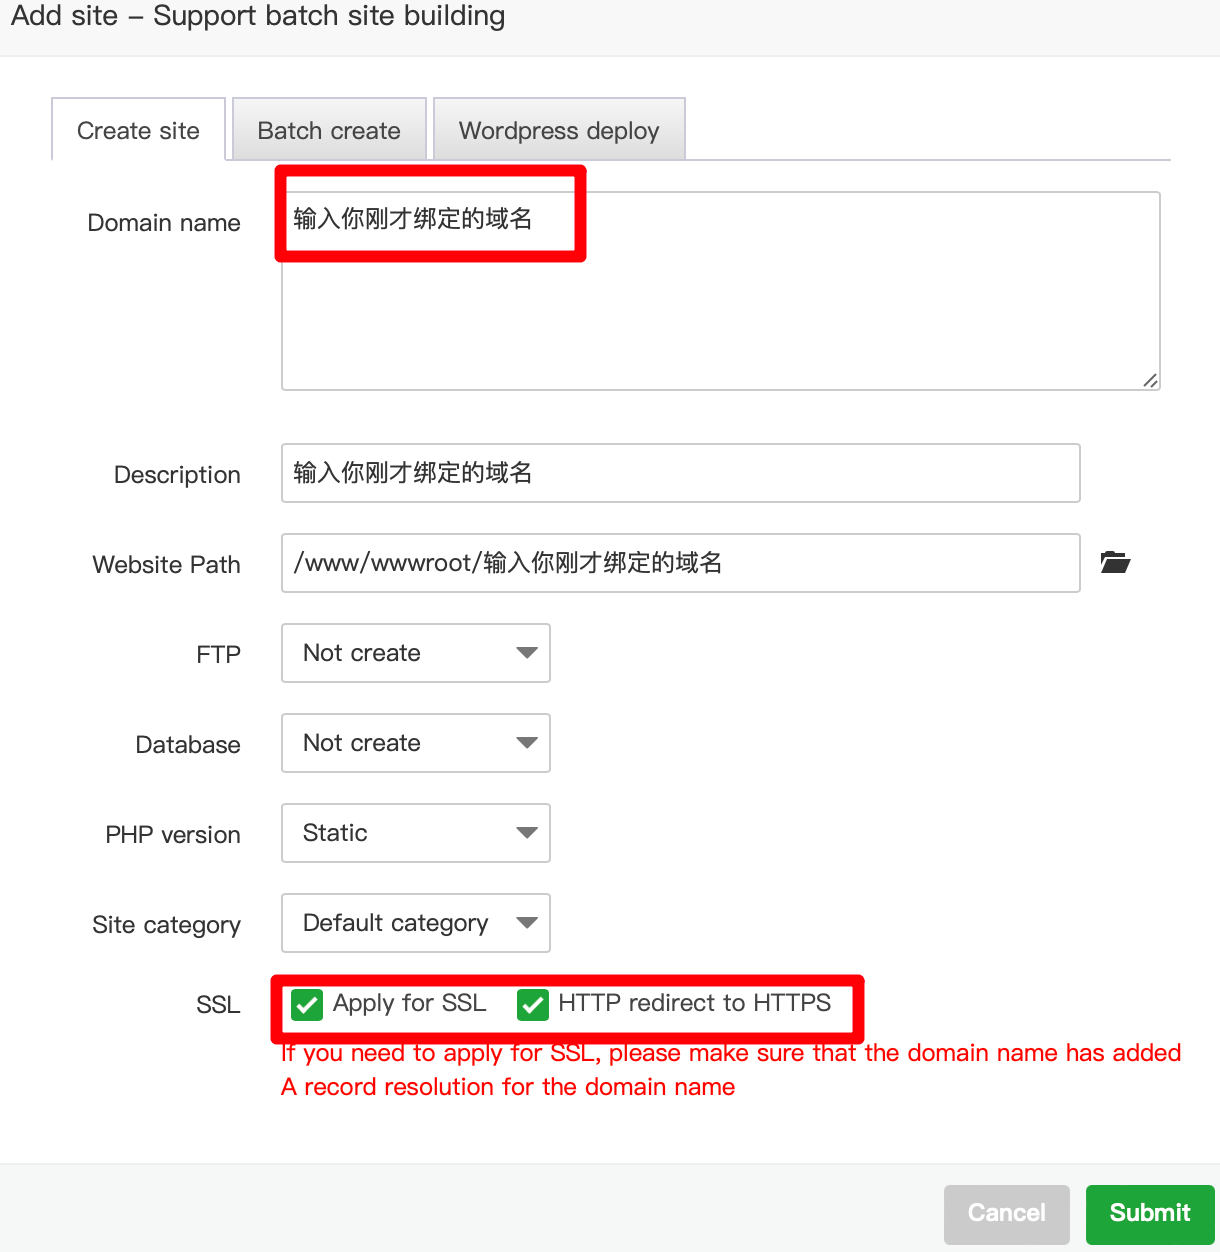 Add site – Support batch site building
Create site
Batch create
Wordpress deploy
Domain name
输入你刚才绑定的域名
Description
输入你刚才绑定的域名
Website Path
/www/wwwroot/输入你刚才绑定的域名
FTP
Not create
Database
Not create
PHP version
Static
Site category
Default category
SSL
Apply for SSL
HTTP redirect to HTTPS
If you need to apply for SSL, please make sure that the domain name has added
A record resolution for the domain name
Cancel
Submit